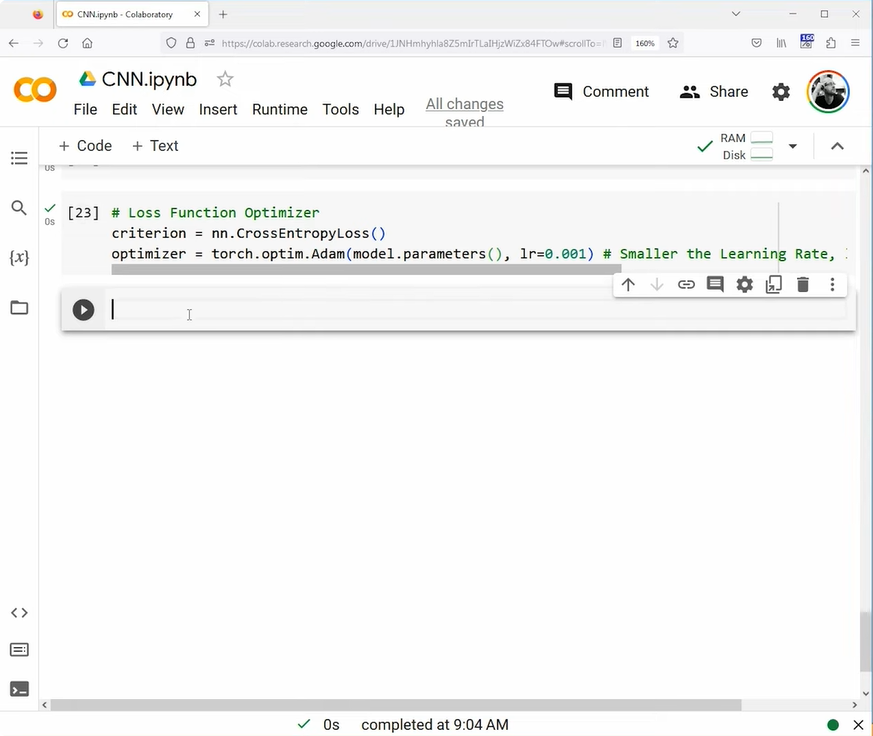 CNN.ipynb - Colaboratory
https://colab.research.google.com/drive/1JNHmhyhla8Z5mIrTLaIHjzWiZx84FTOw#scrollTo=
160%
160
CNN.ipynb
File Edit View Insert Runtime Tools Help All changes saved
Comment Share
+ Code + Text
RAM
Disk
0s
[23] # Loss Function Optimizer
0s
criterion = nn.CrossEntropyLoss()
optimizer = torch.optim.Adam(model.parameters(), lr=0.001) # Smaller the Learning Rate,
{x}
0s completed at 9:04 AM